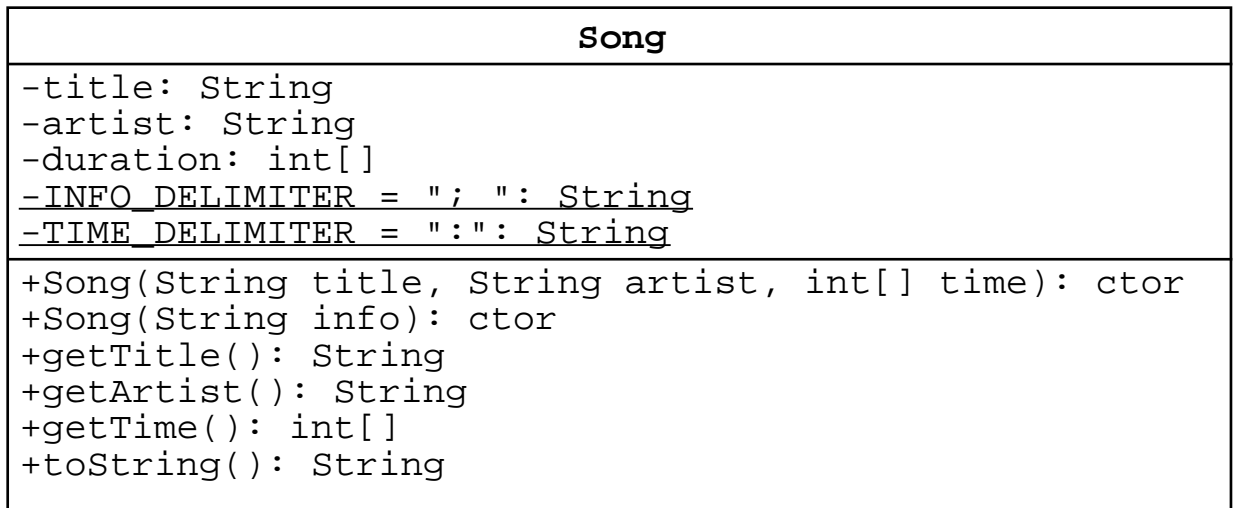 Song
-title: String
-artist: String
-duration: int[]
-INFO_DELIMITER = "; ": String
-TIME_DELIMITER = ":": String
+Song(String title, String artist, int[] time): ctor
+Song(String info): ctor
+getTitle(): String
+getArtist(): String
+getTime(): int[]
+toString(): String